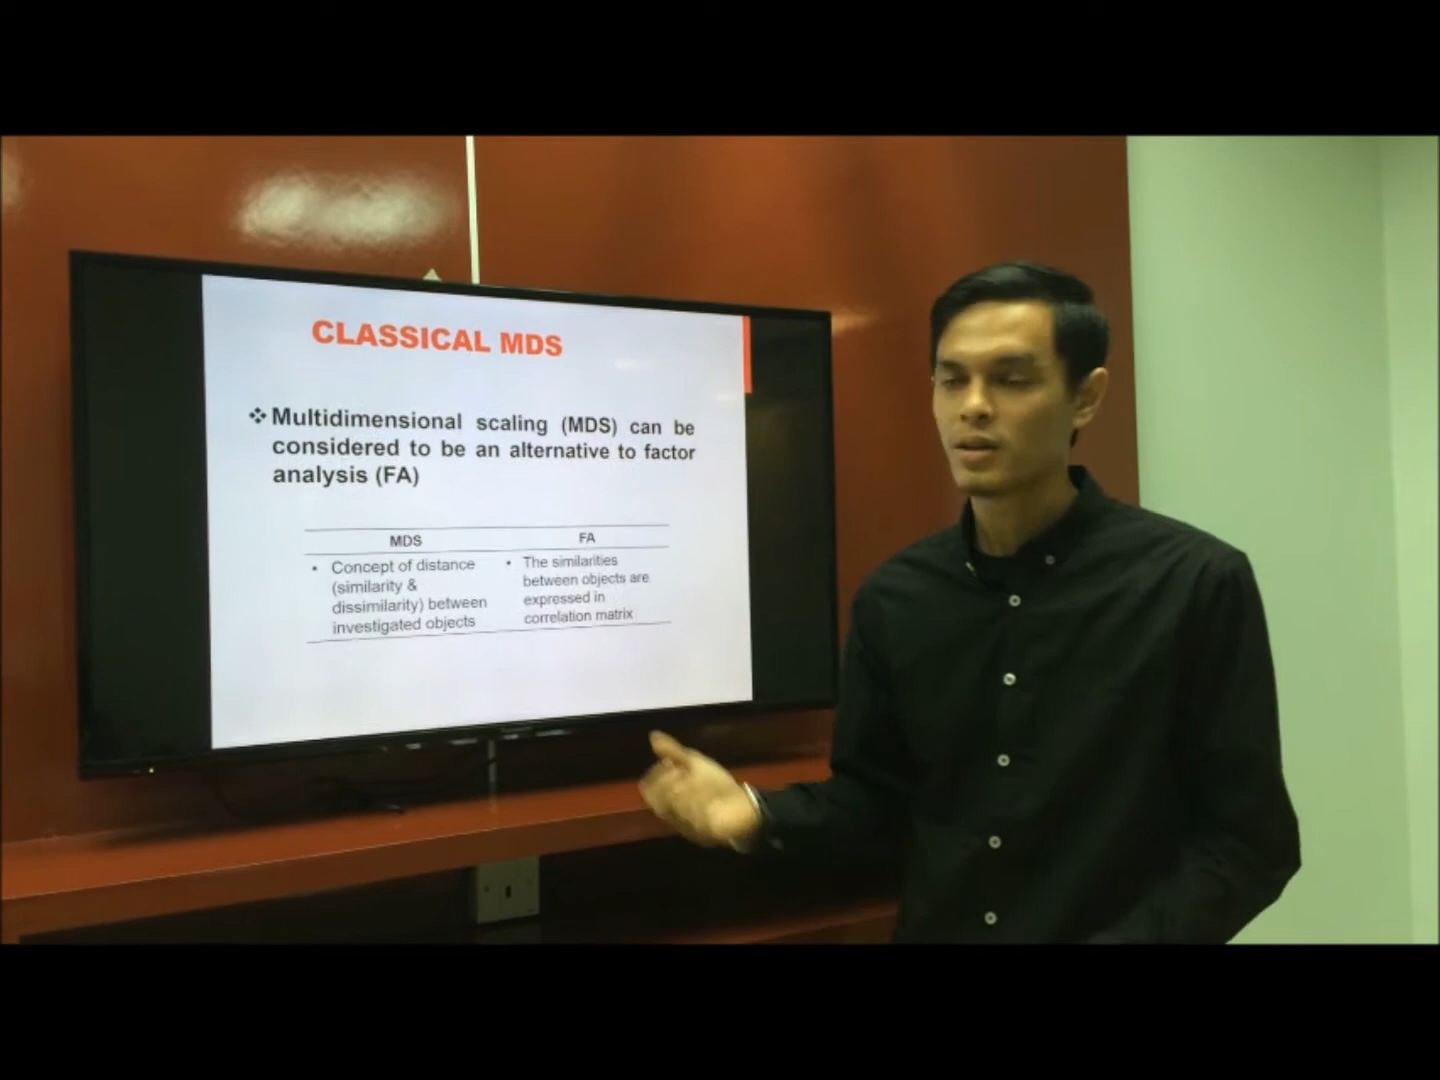 CLASSICAL MDS
❖ Multidimensional scaling (MDS) can be
considered to be an alternative to factor
analysis (FA)
MDS
• Concept of distance
(similarity &
dissimilarity) between
investigated objects
FA
• The similarities
between objects are
expressed in
correlation matrix